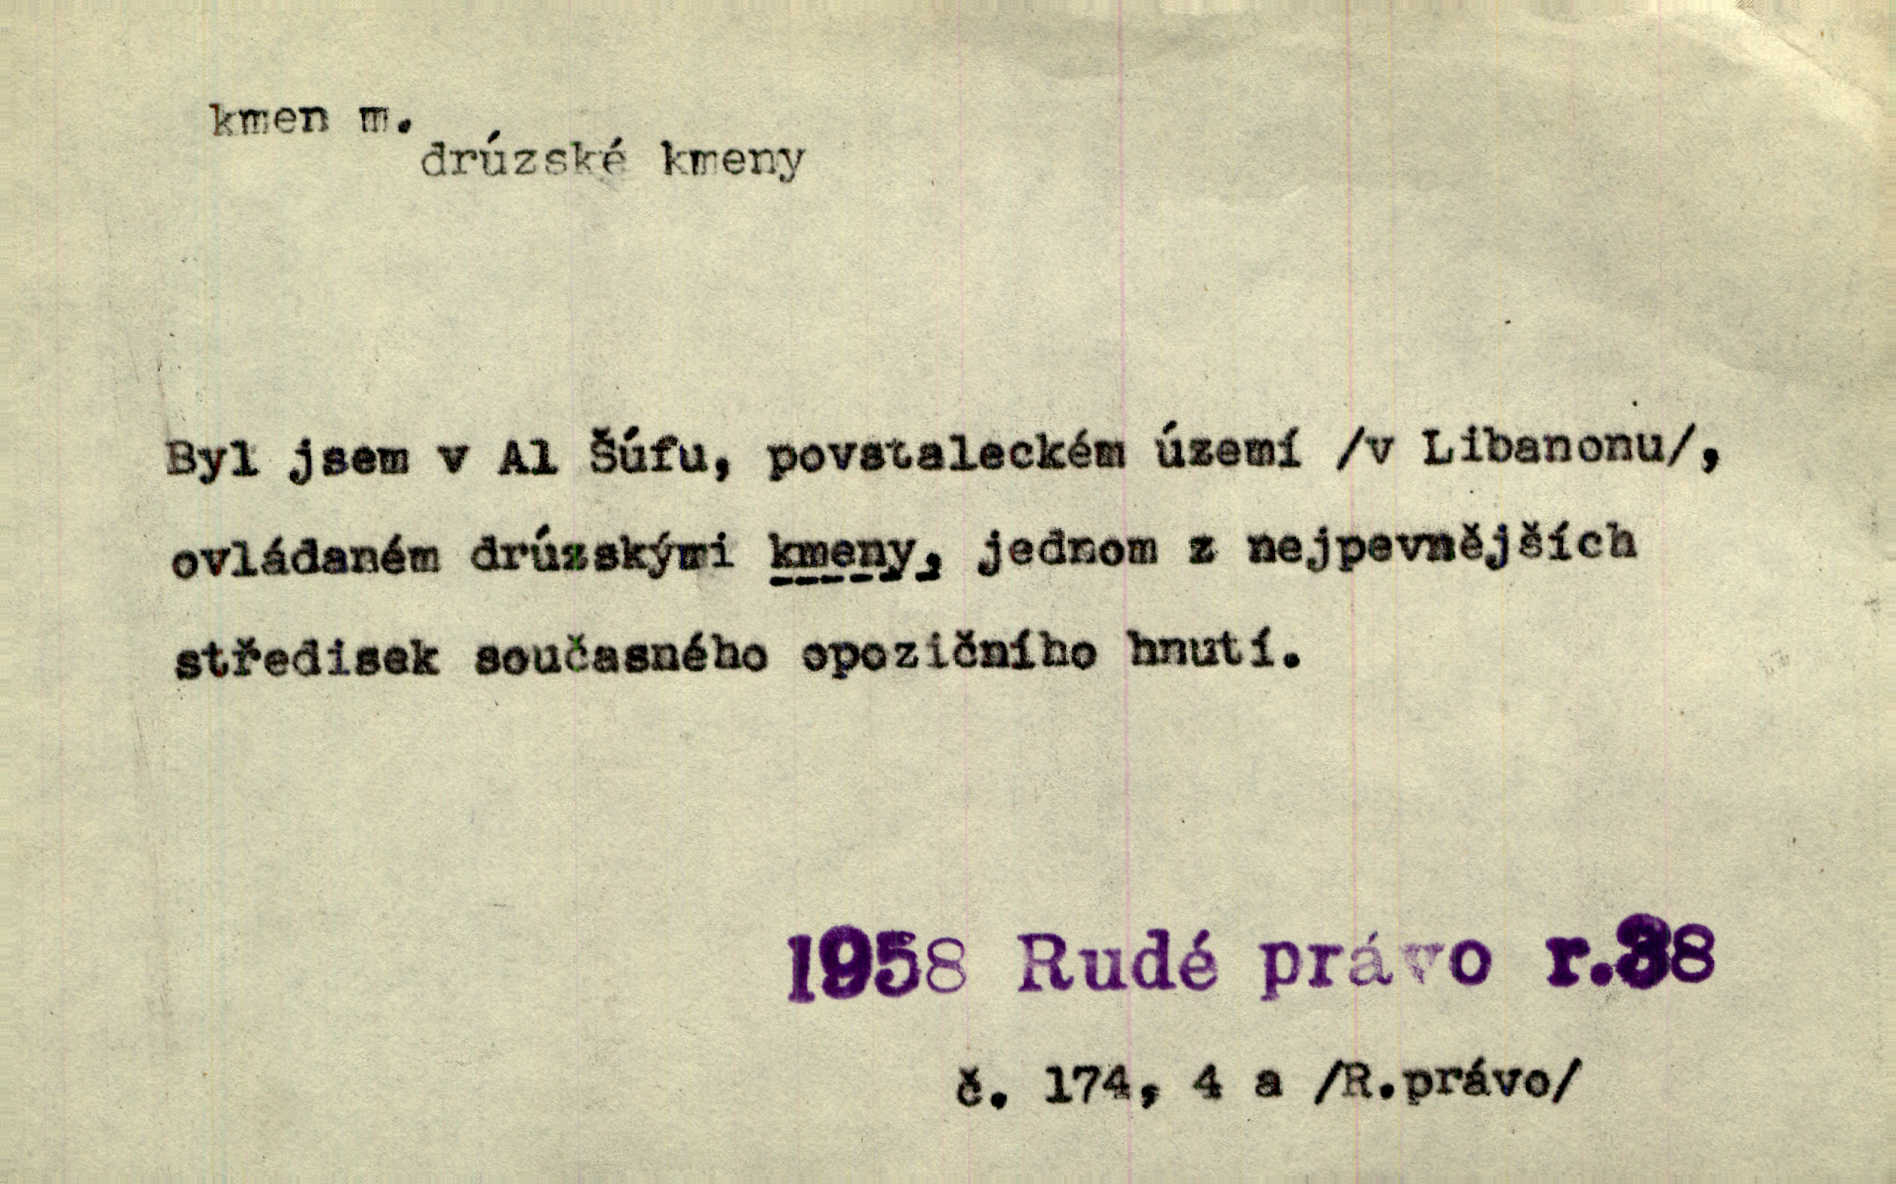 kmen m.
drúzské kmeny
Byl jsem v Al Šúfu, povstaleckém území /v Libanonu/,
ovládaném drúzskými kmeny, jednom z nejpevnějších
středisek současného opozičního hnutí.
1958 Rudé právo r.38
č. 174, 4 a /R.právo/